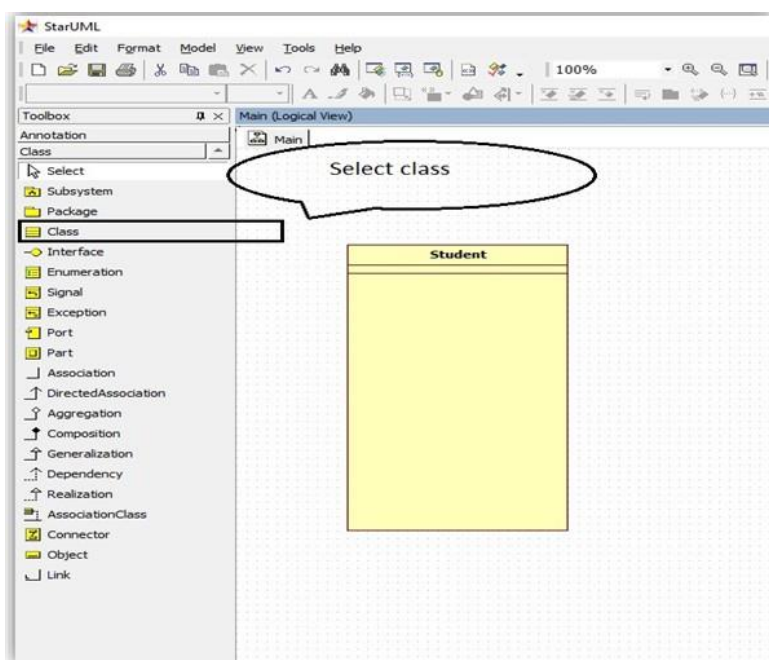 StarUML
File Edit Format Model View Tools Help
100%
Toolbox
Main (Logical View)
Annotation
Main
Class
Select
Select class
Subsystem
Package
Class
Interface
Student
Enumeration
Signal
Exception
Port
Part
Association
DirectedAssociation
Aggregation
Composition
Generalization
Dependency
Realization
AssociationClass
Connector
Object
Link